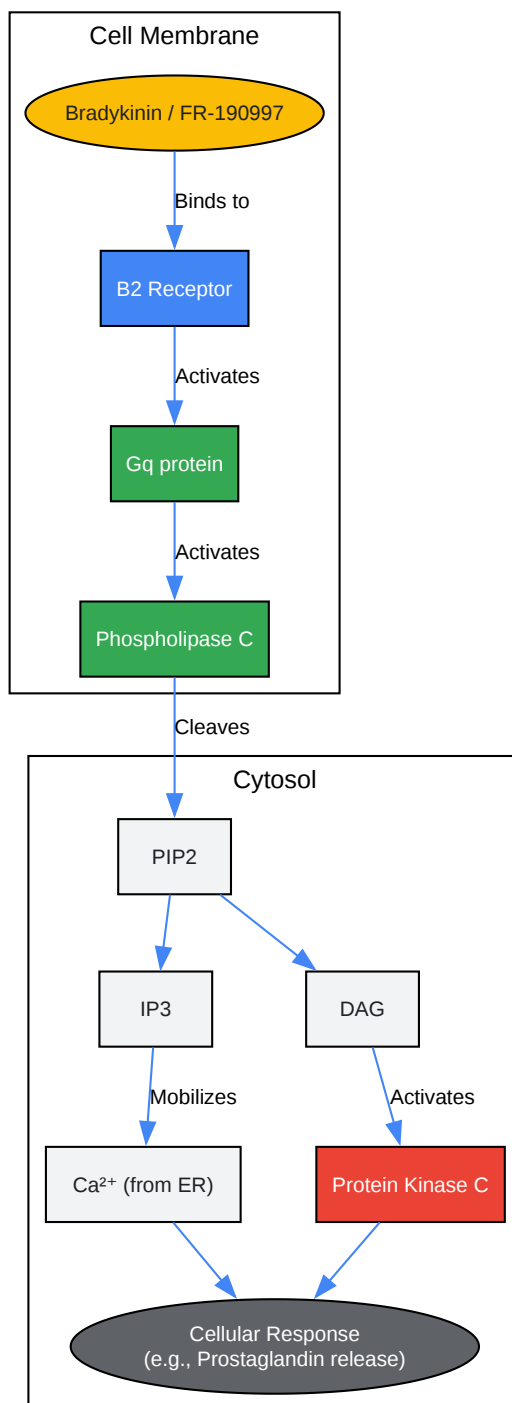 Cell Membrane
Bradykinin / FR-190997
Binds to
B2 Receptor
Activates
Gq protein
Activates
Phospholipase C
Cleaves
Cytosol
PIP2
IP3
DAG
Mobilizes
Activates
Ca²⁺ (from ER)
Protein Kinase C
Cellular Response
(e.g., Prostaglandin release)